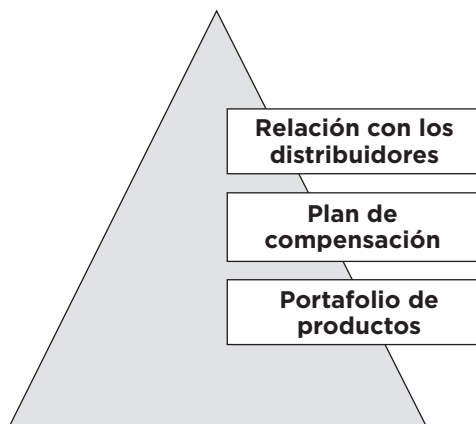 Relación con los
distribuidores
Plan de
compensación
Portafolio de
productos